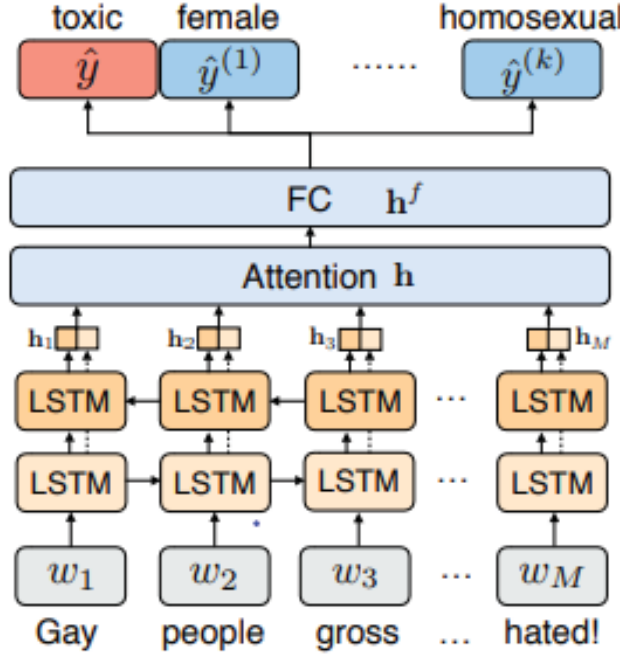 toxic female homosexual
ŷ ŷ⁽¹⁾ ...... ŷ⁽ᵏ⁾
FC hᶠ
Attention h
h₁ h₂ h₃ h_M
LSTM LSTM LSTM ... LSTM
LSTM LSTM LSTM ... LSTM
w₁ w₂ w₃ ... w_M
Gay people gross ... hated!